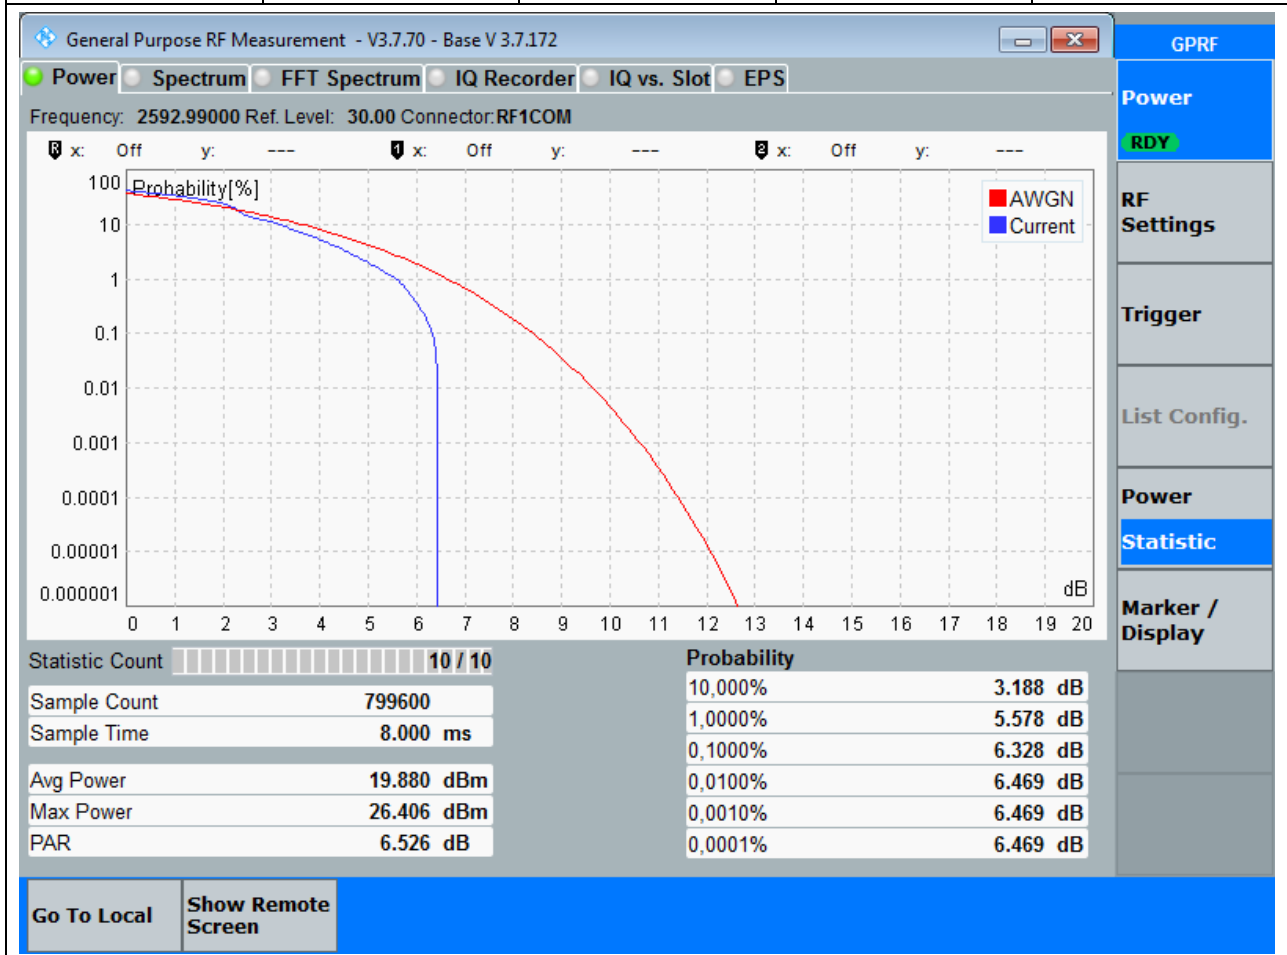 General Purpose RF Measurement - V3.7.70 - Base V 3.7.172
GPRF
Power Spectrum FFT Spectrum IQ Recorder IQ vs. Slot EPS
Frequency: 2592.99000 Ref. Level: 30.00 Connector: RF1COM
R x: Off y: --- 1 x: Off y: --- 2 x: Off y: ---
Probability[%]
AWGN
Current
100
10
1
0.1
0.01
0.001
0.0001
0.00001
0.000001
dB
0 1 2 3 4 5 6 7 8 9 10 11 12 13 14 15 16 17 18 19 20
Statistic Count 10 / 10
Sample Count 799600
Sample Time 8.000 ms
Avg Power 19.880 dBm
Max Power 26.406 dBm
PAR 6.526 dB
Probability
10,000% 3.188 dB
1,0000% 5.578 dB
0,1000% 6.328 dB
0,0100% 6.469 dB
0,0010% 6.469 dB
0,0001% 6.469 dB
Power
RDY
RF
Settings
Trigger
List Config.
Power
Statistic
Marker /
Display
Go To Local
Show Remote
Screen